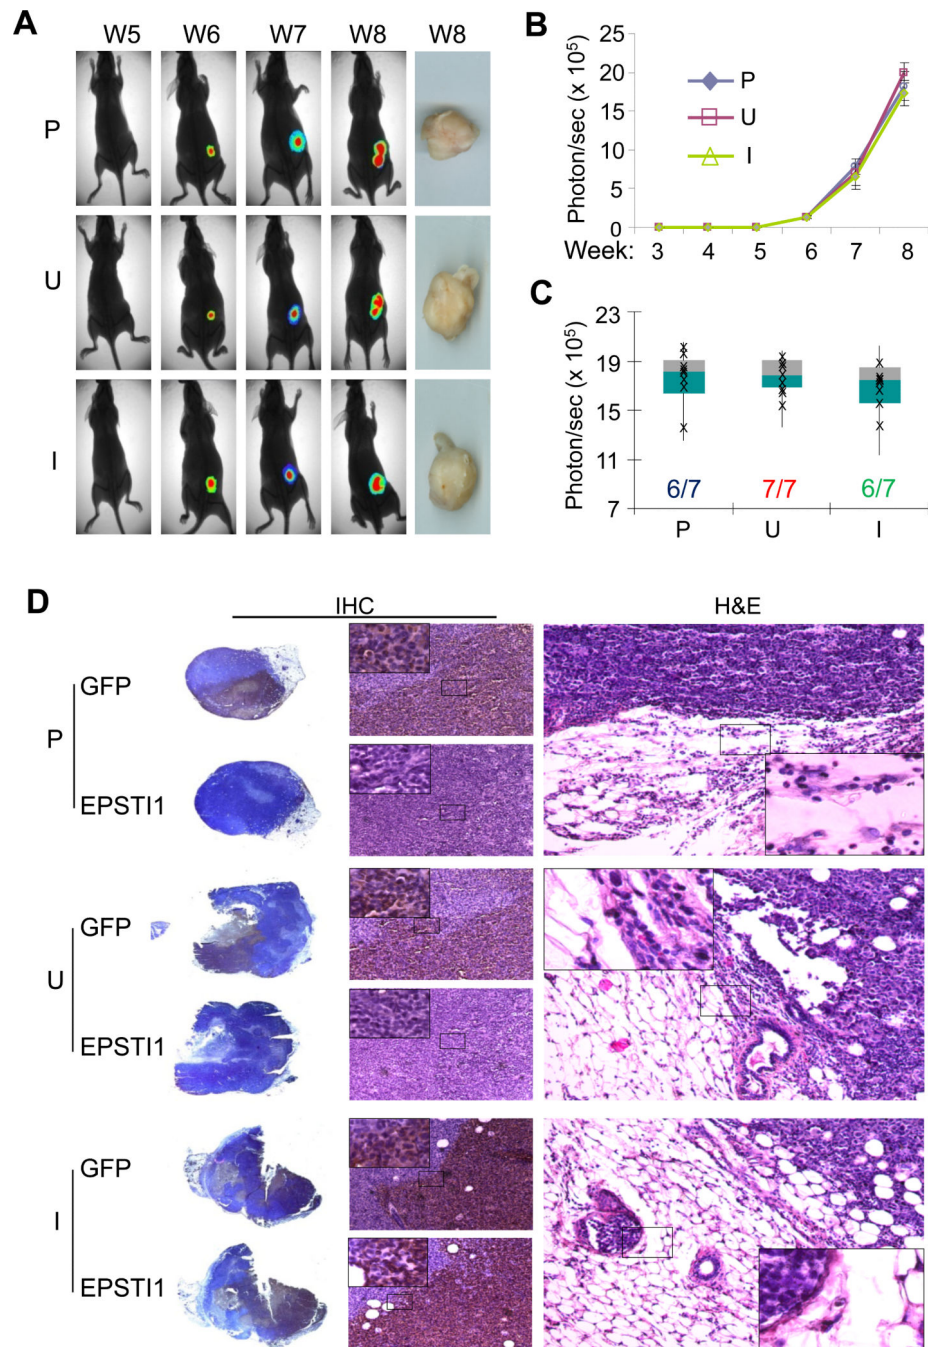 A
W5 W6 W7 W8 W8
P
U
I
B
Photon/sec (x 10⁵)
25
20
15
10
5
0
P
U
I
Week: 3 4 5 6 7 8
C
Photon/sec (x 10⁵)
23
19
15
11
7
6/7 7/7 6/7
P U I
D
IHC H&E
GFP
P
EPSTI1
GFP
U
EPSTI1
GFP
I
EPSTI1